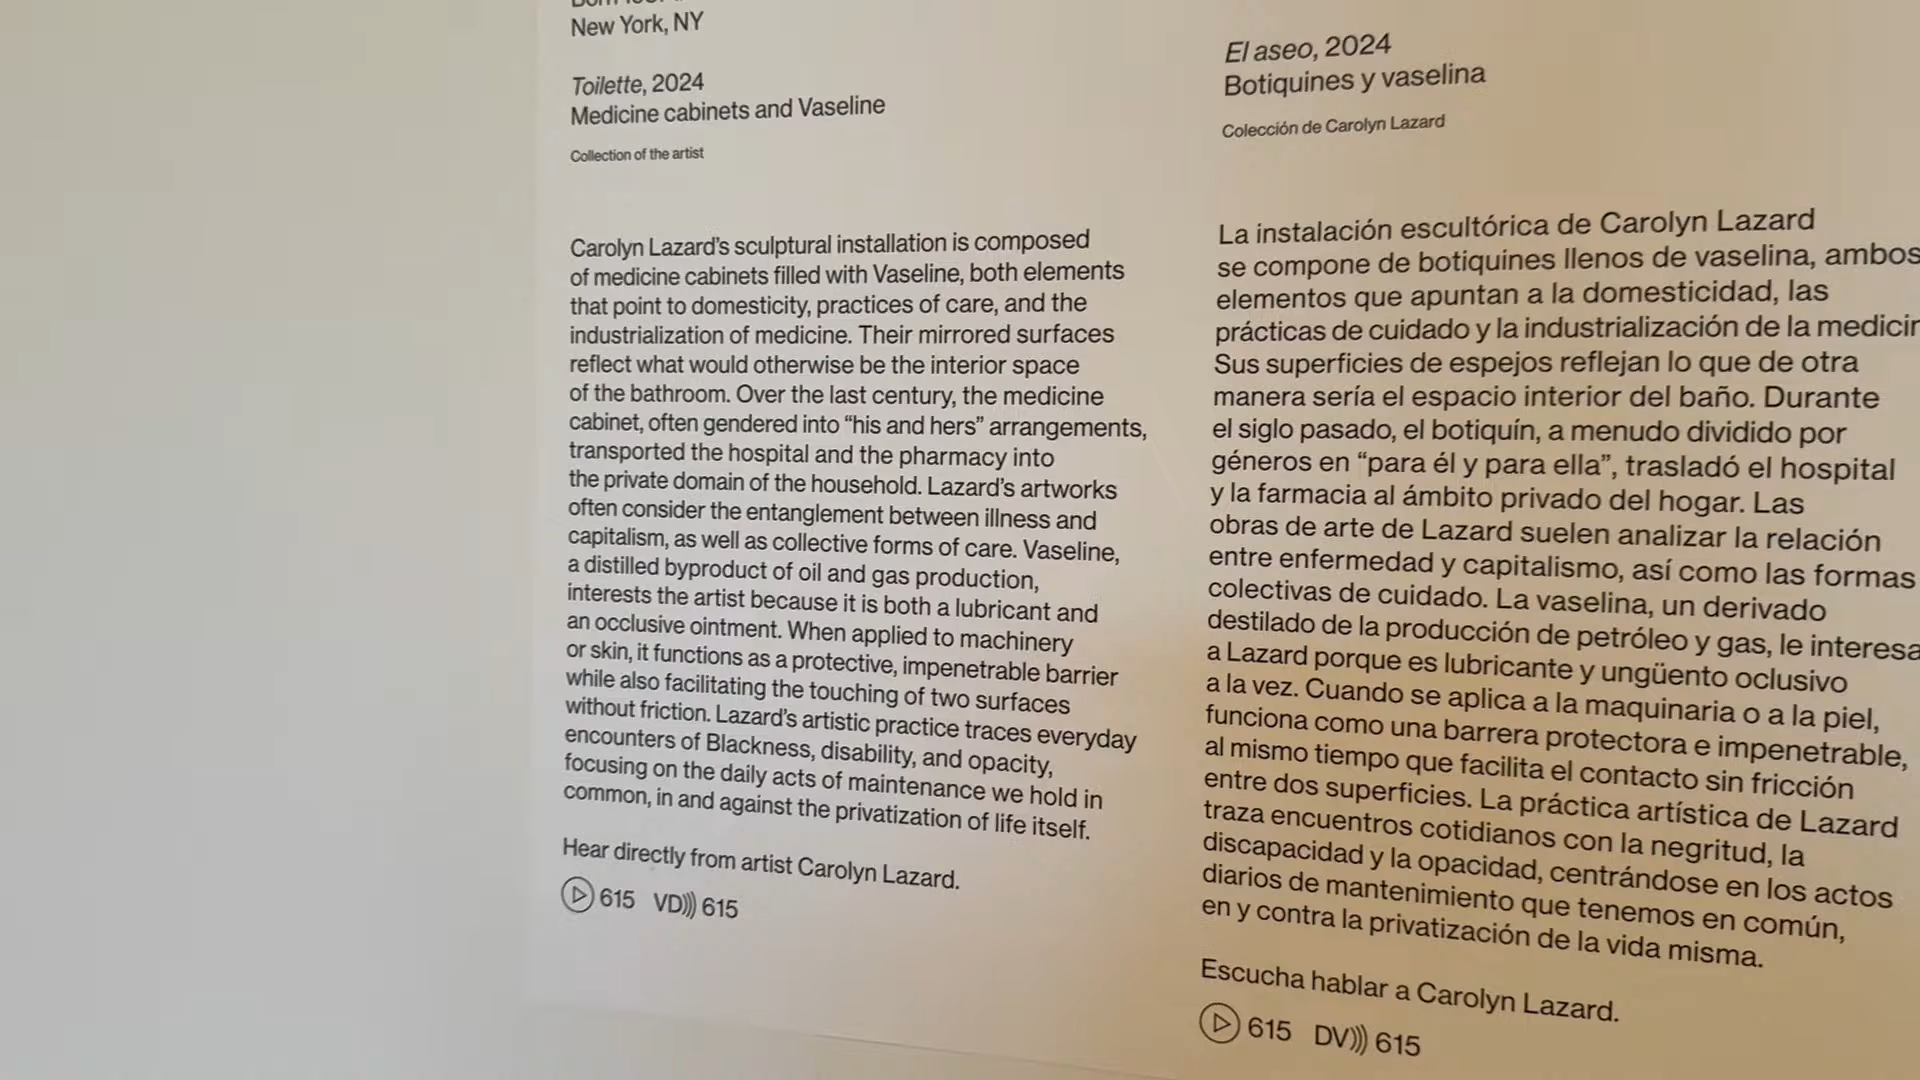 New York, NY
Toilette, 2024
Medicine cabinets and Vaseline
Collection of the artist
Carolyn Lazard’s sculptural installation is composed
of medicine cabinets filled with Vaseline, both elements
that point to domesticity, practices of care, and the
industrialization of medicine. Their mirrored surfaces
reflect what would otherwise be the interior space
of the bathroom. Over the last century, the medicine
cabinet, often gendered into “his and hers” arrangements,
transported the hospital and the pharmacy into
the private domain of the household. Lazard’s artworks
often consider the entanglement between illness and
capitalism, as well as collective forms of care. Vaseline,
a distilled byproduct of oil and gas production,
interests the artist because it is both a lubricant and
an occlusive ointment. When applied to machinery
or skin, it functions as a protective, impenetrable barrier
while also facilitating the touching of two surfaces
without friction. Lazard’s artistic practice traces everyday
encounters of Blackness, disability, and opacity,
focusing on the daily acts of maintenance we hold in
common, in and against the privatization of life itself.
Hear directly from artist Carolyn Lazard.
615 VD))) 615
El aseo, 2024
Botiquines y vaselina
Colección de Carolyn Lazard
La instalación escultórica de Carolyn Lazard
se compone de botiquines llenos de vaselina, ambos
elementos que apuntan a la domesticidad, las
prácticas de cuidado y la industrialización de la
Sus superficies de espejos reflejan lo que de otra
manera sería el espacio interior del baño. Durante
el siglo pasado, el botiquín, a menudo dividido por
géneros en “para él y para ella”, trasladó el hospital
y la farmacia al ámbito privado del hogar. Las
obras de arte de Lazard suelen analizar la relación
entre enfermedad y capitalismo, así como las formas
colectivas de cuidado. La vaselina, un derivado
destilado de la producción de petróleo y gas, le interesa
a Lazard porque es lubricante y ungüento oclusivo
a la vez. Cuando se aplica a la maquinaria o a la piel,
funciona como una barrera protectora e impenetrable,
al mismo tiempo que facilita el contacto sin fricción
entre dos superficies. La práctica artística de Lazard
traza encuentros cotidianos con la negritud, la
discapacidad y la opacidad, centrándose en los actos
diarios de mantenimiento que tenemos en común,
en y contra la privatización de la vida misma.
Escucha hablar a Carolyn Lazard.
615 DV))) 615